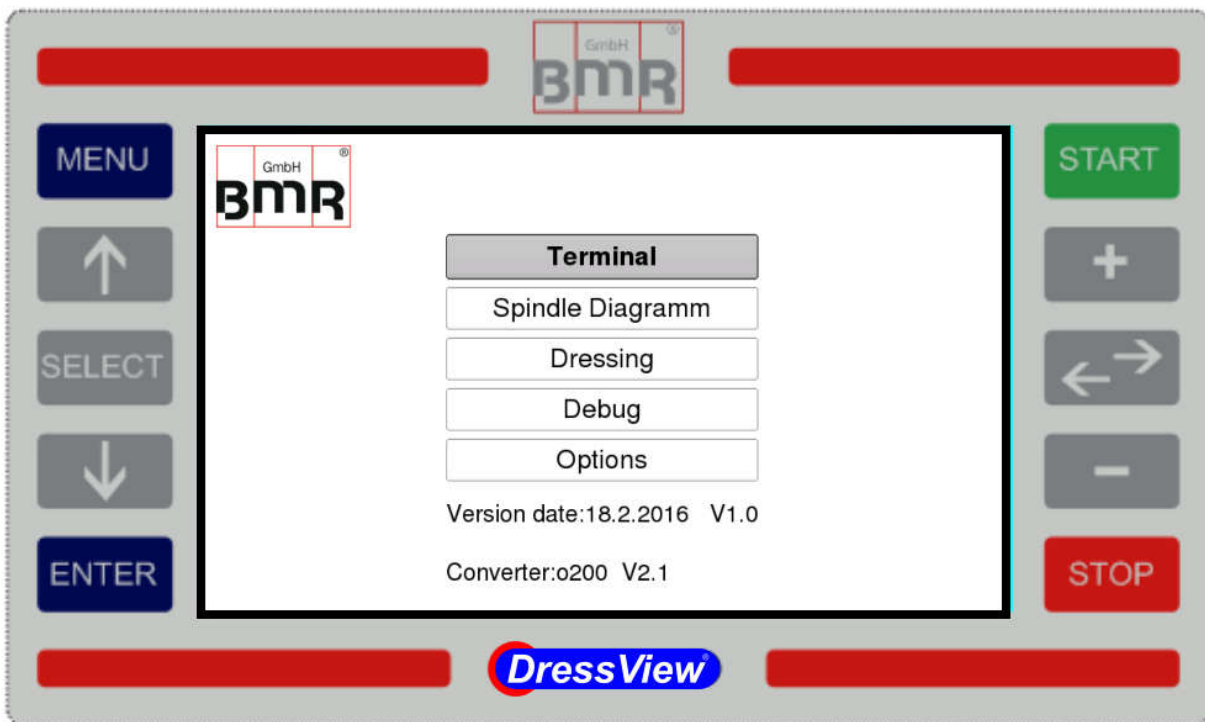 GmbH ®
BMR
MENU
SELECT
ENTER
GmbH ®
BMR
Terminal
Spindle Diagramm
Dressing
Debug
Options
Version date:18.2.2016 V1.0
Converter:o200 V2.1
START
+
-
STOP
DressView